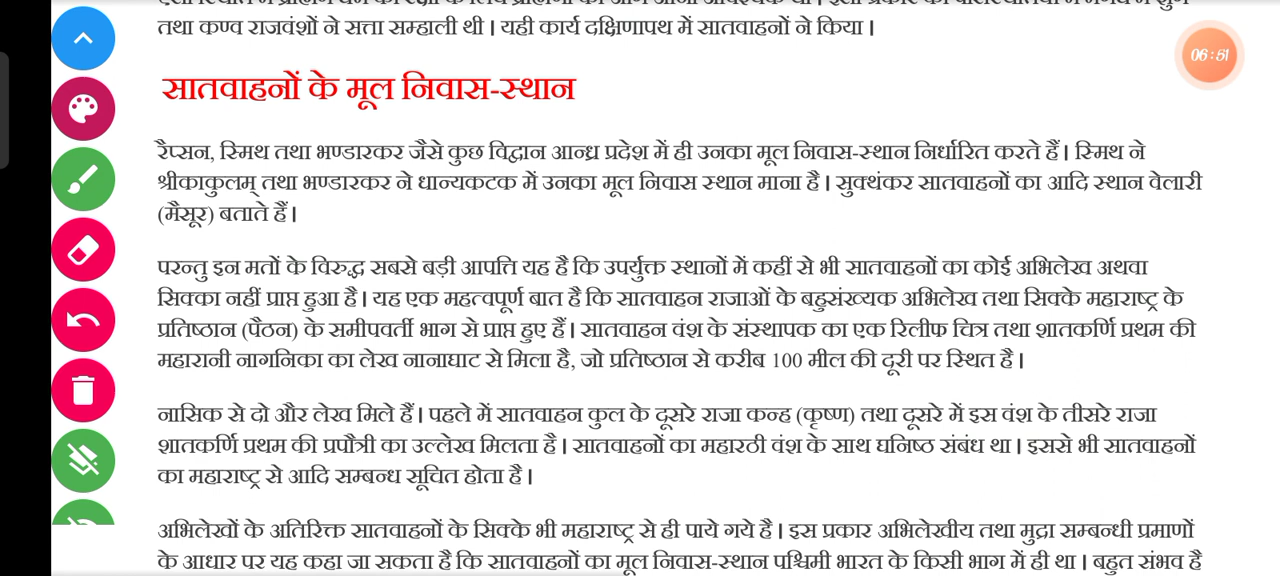 तथा कण्व राजवंशों ने सत्ता सम्हाली थी। यही कार्य दक्षिणापथ में सातवाहनों ने किया।
06:51
सातवाहनों के मूल निवास-स्थान
रैप्सन, स्मिथ तथा भण्डारकर जैसे कुछ विद्वान आन्ध्र प्रदेश में ही उनका मूल निवास-स्थान निर्धारित करते हैं। स्मिथ ने
श्रीकाकुलम् तथा भण्डारकर ने धान्यकटक में उनका मूल निवास स्थान माना है। सुक्थंकर सातवाहनों का आदि स्थान वेलारी
(मैसूर) बताते हैं।
परन्तु इन मतों के विरुद्ध सबसे बड़ी आपत्ति यह है कि उपर्युक्त स्थानों में कहीं से भी सातवाहनों का कोई अभिलेख अथवा
सिक्का नहीं प्राप्त हुआ है। यह एक महत्वपूर्ण बात है कि सातवाहन राजाओं के बहुसंख्यक अभिलेख तथा सिक्के महाराष्ट्र के
प्रतिष्ठान (पैठन) के समीपवर्ती भाग से प्राप्त हुए हैं। सातवाहन वंश के संस्थापक का एक रिलीफ चित्र तथा शातकर्णि प्रथम की
महारानी नागनिका का लेख नानाघाट से मिला है, जो प्रतिष्ठान से करीब 100 मील की दूरी पर स्थित है।
नासिक से दो और लेख मिले हैं। पहले में सातवाहन कुल के दूसरे राजा कन्ह (कृष्ण) तथा दूसरे में इस वंश के तीसरे राजा
शातकर्णि प्रथम की प्रपौत्री का उल्लेख मिलता है। सातवाहनों का महारठी वंश के साथ घनिष्ठ संबंध था। इससे भी सातवाहनों
का महाराष्ट्र से आदि सम्बन्ध सूचित होता है।
अभिलेखों के अतिरिक्त सातवाहनों के सिक्के भी महाराष्ट्र से ही पाये गये है। इस प्रकार अभिलेखीय तथा मुद्रा सम्बन्धी प्रमाणों
के आधार पर यह कहा जा सकता है कि सातवाहनों का मूल निवास-स्थान पश्चिमी भारत के किसी भाग में ही था। बहुत संभव है